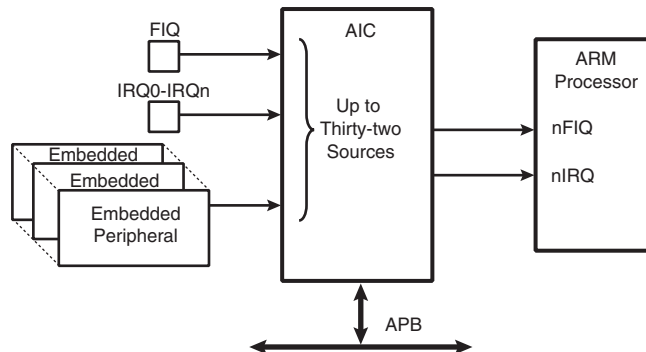 FIQ
IRQ0-IRQn
Embedded
Embedded
Embedded
Peripheral
AIC
Up to
Thirty-two
Sources
ARM
Processor
nFIQ
nIRQ
APB